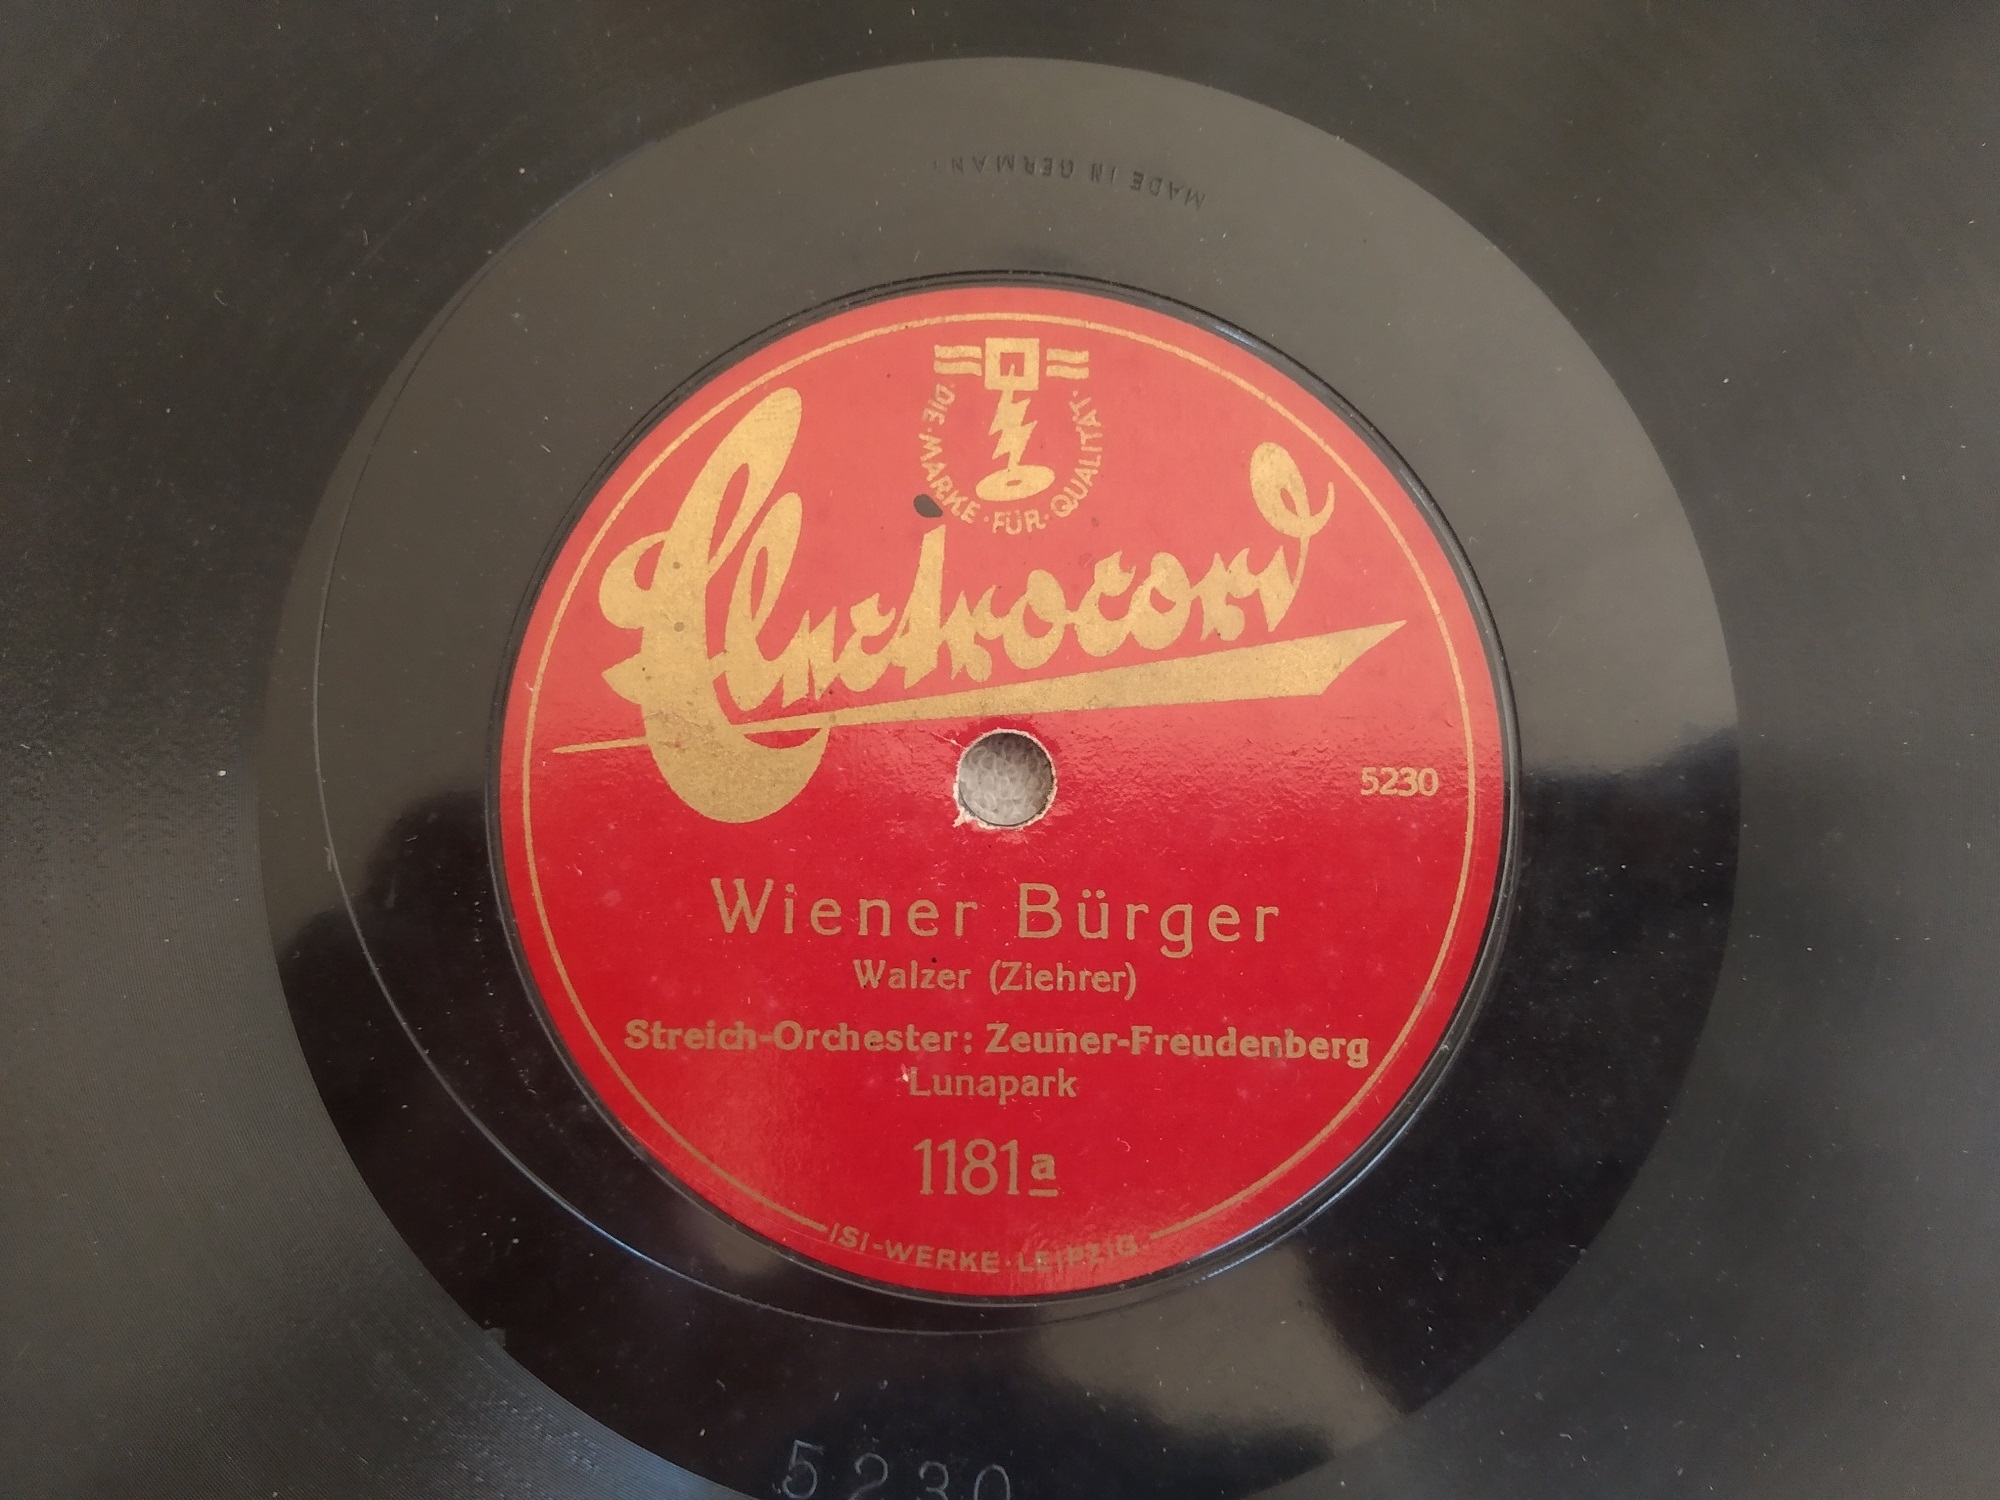 MADE IN GERMANY
DIE · MARKE · FÜR · QUALITÄT ·
Electrocord
5230
Wiener Bürger
Walzer (Ziehrer)
Streich-Orchester: Zeuner-Freudenberg
Lunapark
1181a
ISI-WERKE · LEIPZIG.
5230